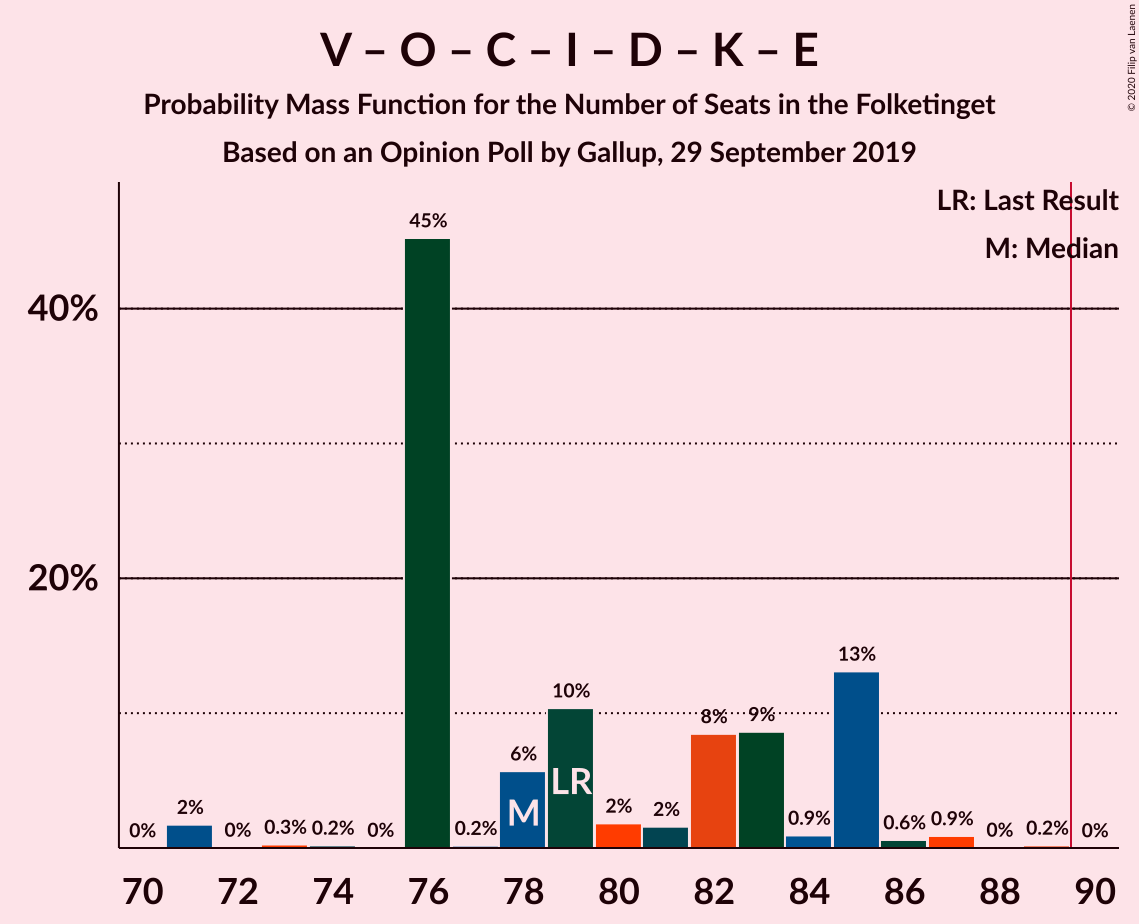 V – O – C – I – D – K – E
Probability Mass Function for the Number of Seats in the Folketinget
Based on an Opinion Poll by Gallup, 29 September 2019
© 2020 Filip van Laenen
LR: Last Result
M: Median
40%
20%
0%
2%
0%
0.3%
0.2%
0%
45%
0.2%
6%
10%
2%
2%
8%
9%
0.9%
13%
0.6%
0.9%
0%
0.2%
0%
M
LR
70 72 74 76 78 80 82 84 86 88 90